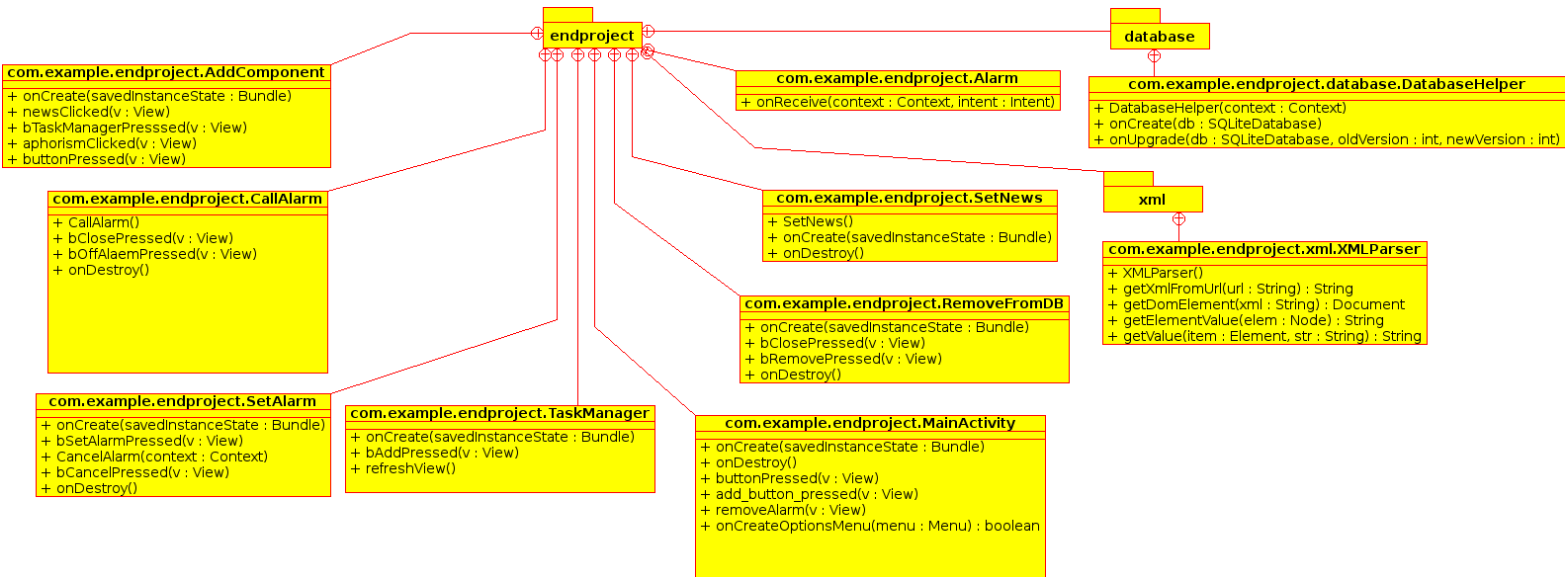 endproject
database
com.example.endproject.AddComponent
+ onCreate(savedInstanceState : Bundle)
+ newsClicked(v : View)
+ bTaskManagerPresssed(v : View)
+ aphorismClicked(v : View)
+ buttonPressed(v : View)
com.example.endproject.Alarm
+ onReceive(context : Context, intent : Intent)
com.example.endproject.database.DatabaseHelper
+ DatabaseHelper(context : Context)
+ onCreate(db : SQLiteDatabase)
+ onUpgrade(db : SQLiteDatabase, oldVersion : int, newVersion : int)
com.example.endproject.CallAlarm
+ CallAlarm()
+ bClosePressed(v : View)
+ bOffAlaemPressed(v : View)
+ onDestroy()
com.example.endproject.SetNews
+ SetNews()
+ onCreate(savedInstanceState : Bundle)
+ onDestroy()
xml
com.example.endproject.xml.XMLParser
+ XMLParser()
+ getXmlFromUrl(url : String) : String
+ getDomElement(xml : String) : Document
+ getElementValue(elem : Node) : String
+ getValue(item : Element, str : String) : String
com.example.endproject.RemoveFromDB
+ onCreate(savedInstanceState : Bundle)
+ bClosePressed(v : View)
+ bRemovePressed(v : View)
+ onDestroy()
com.example.endproject.SetAlarm
+ onCreate(savedInstanceState : Bundle)
+ bSetAlarmPressed(v : View)
+ CancelAlarm(context : Context)
+ bCancelPressed(v : View)
+ onDestroy()
com.example.endproject.TaskManager
+ onCreate(savedInstanceState : Bundle)
+ bAddPressed(v : View)
+ refreshView()
com.example.endproject.MainActivity
+ onCreate(savedInstanceState : Bundle)
+ onDestroy()
+ buttonPressed(v : View)
+ add_button_pressed(v : View)
+ removeAlarm(v : View)
+ onCreateOptionsMenu(menu : Menu) : boolean